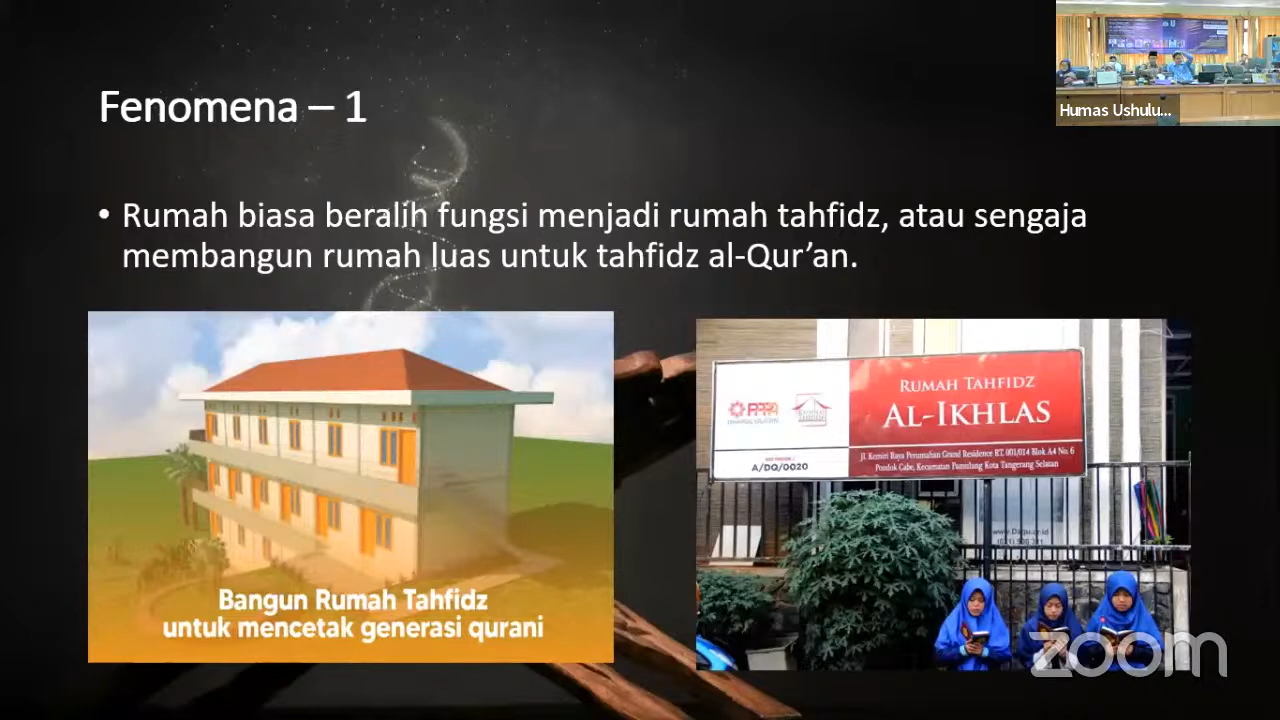 Fenomena – 1
Humas Ushulu...
• Rumah biasa beralih fungsi menjadi rumah tahfidz, atau sengaja
membangun rumah luas untuk tahfidz al-Qur’an.
Bangun Rumah Tahfidz
untuk mencetak generasi qurani
PPPA
RUMAH TAHFIDZ
AL-IKHLAS
A/DQ/0020
Jl. Kemiri Raya Perumahan Grand Residence RT. 001/014 Blok A4 No. 6
Pondok Cabe, Kecamatan Pamulang Kota Tangerang Selatan
zoom